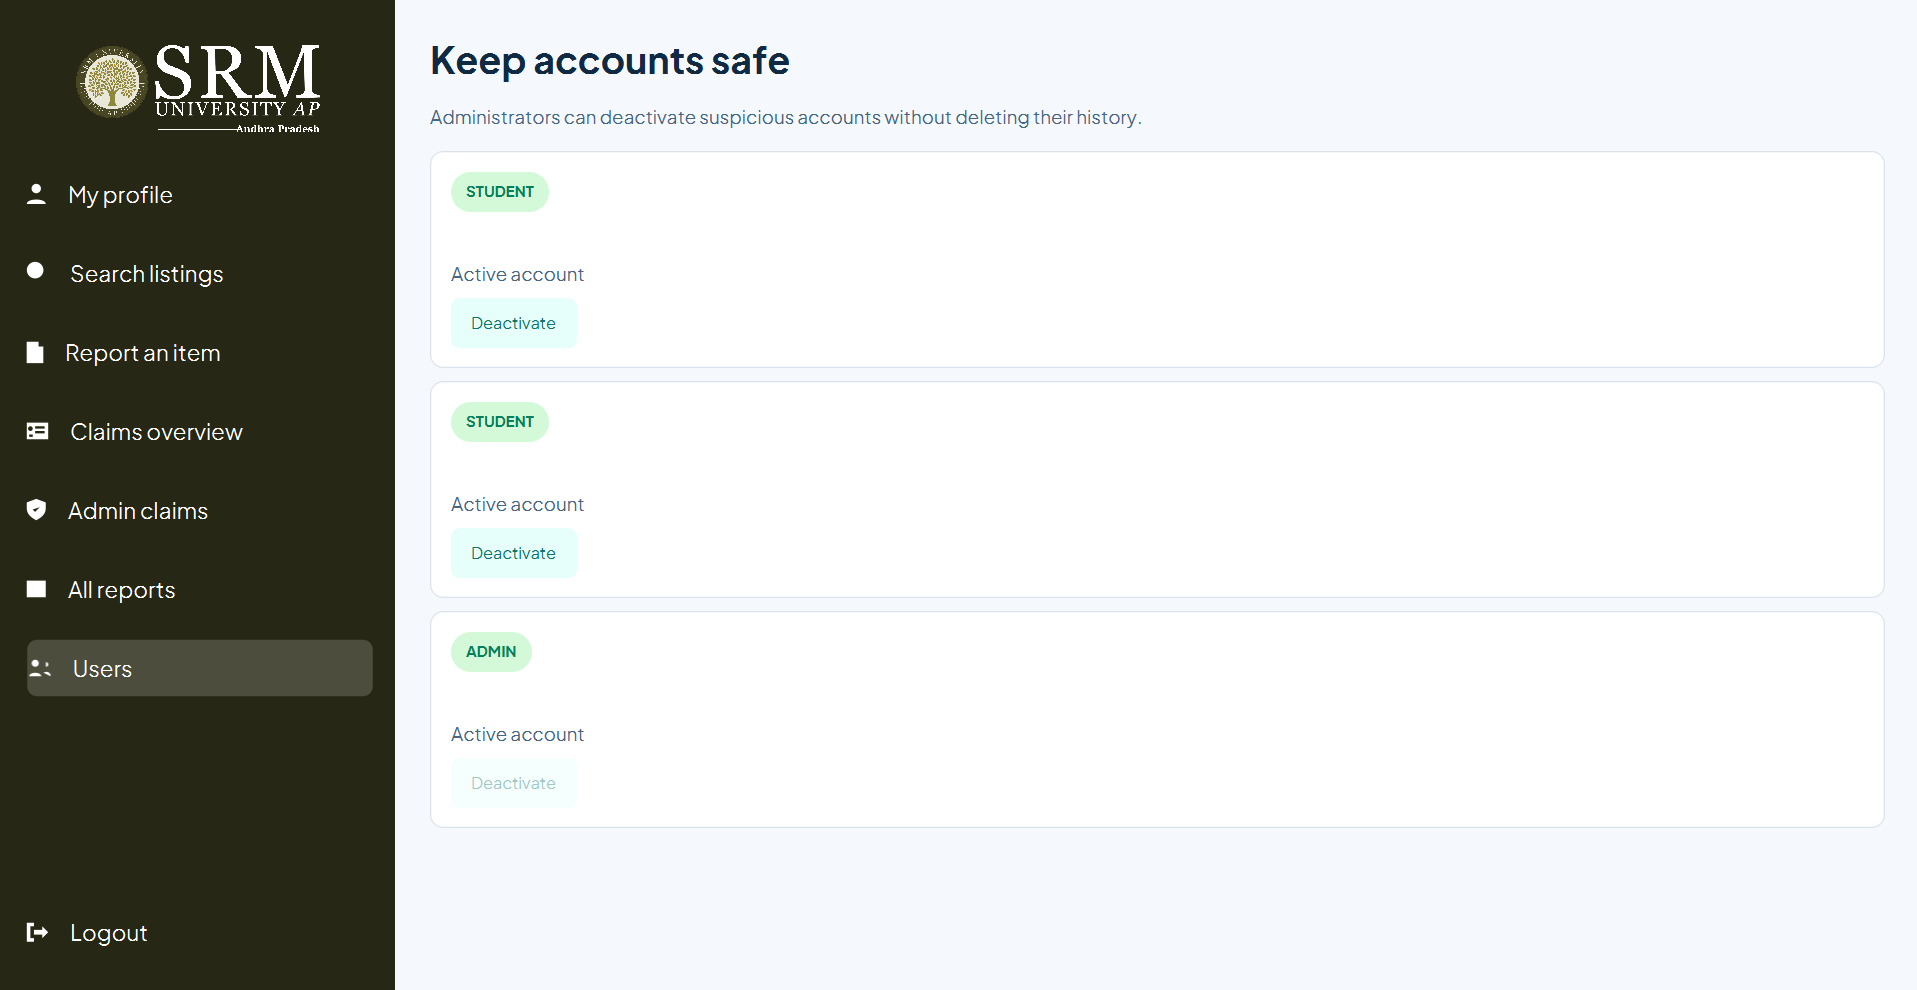 SRM
UNIVERSITY AP
Andhra Pradesh
My profile
Search listings
Report an item
Claims overview
Admin claims
All reports
Users
Logout
Keep accounts safe
Administrators can deactivate suspicious accounts without deleting their history.
STUDENT
Active account
Deactivate
STUDENT
Active account
Deactivate
ADMIN
Active account
Deactivate